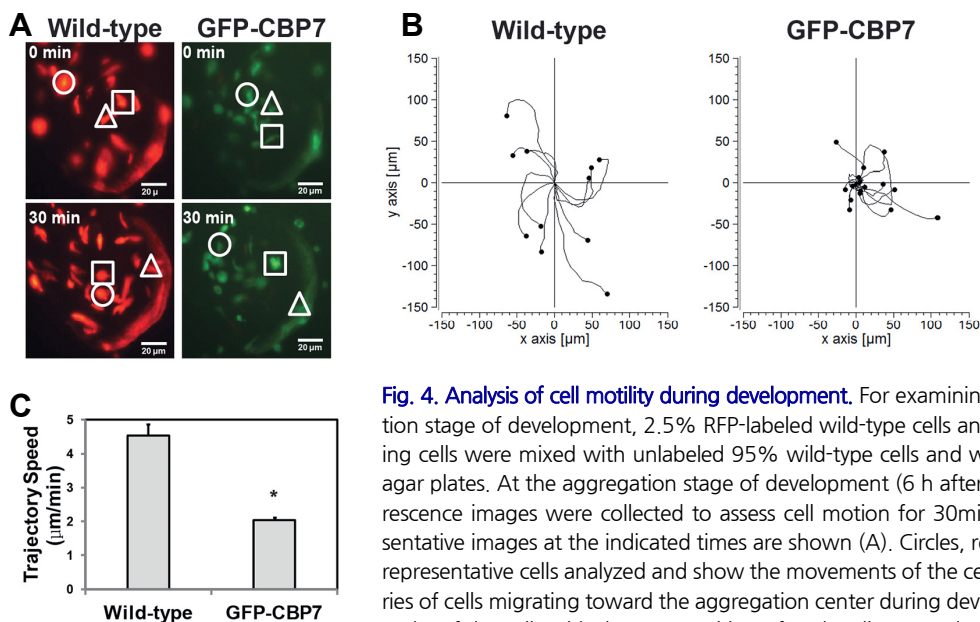 A
Wild-type
GFP-CBP7
0 min
0 min
20 µ
20 µm
30 min
30 min
20 µm
20 µm
B
Wild-type
GFP-CBP7
150
100
50
0
-50
-100
-150
y axis [µm]
-150 -100 -50 0 50 100 150
x axis [µm]
150
100
50
0
-50
-100
-150
-150 -100 -50 0 50 100 150
x axis [µm]
C
Trajectory Speed
(µm/min)
5
4
3
2
1
0
*
Wild-type
GFP-CBP7
Fig. 4. Analysis of cell motility during development. For examinin
tion stage of development, 2.5% RFP-labeled wild-type cells an
ing cells were mixed with unlabeled 95% wild-type cells and w
agar plates. At the aggregation stage of development (6 h after
rescence images were collected to assess cell motion for 30mi
sentative images at the indicated times are shown (A). Circles, re
representative cells analyzed and show the movements of the ce
ries of cells migrating toward the aggregation center during dev